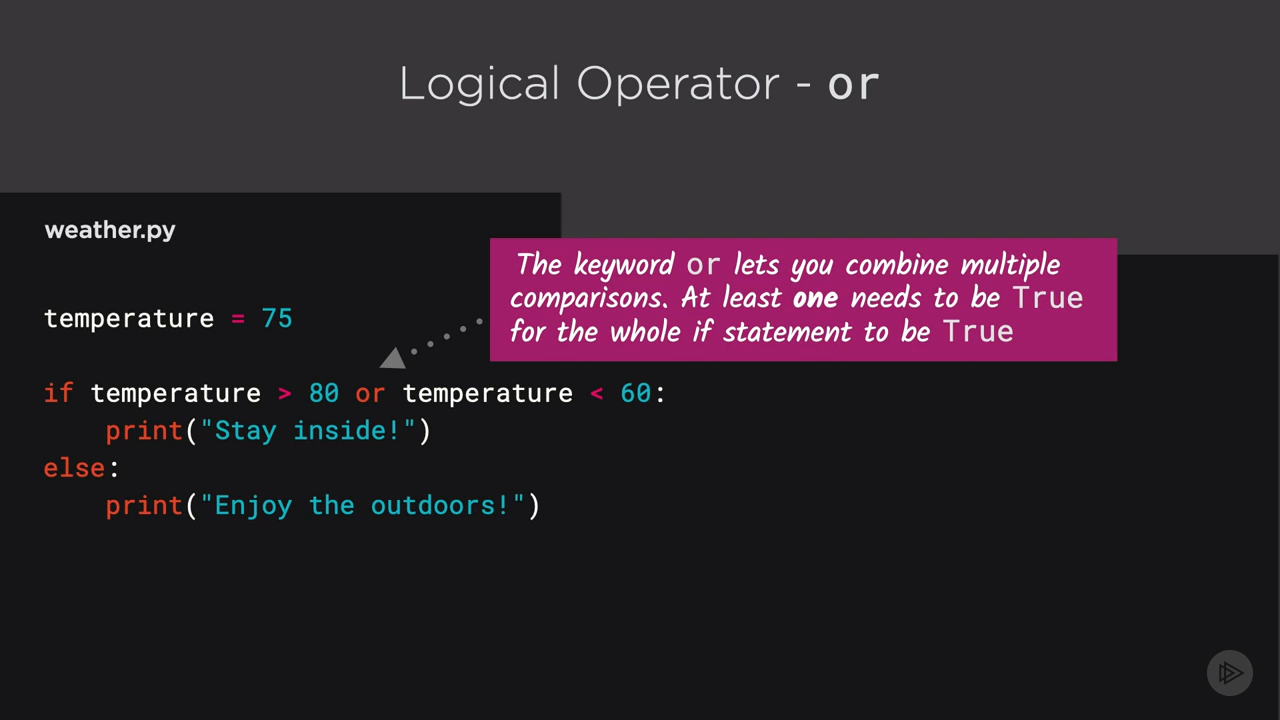 Logical Operator - or
weather.py
The keyword or lets you combine multiple
comparisons. At least one needs to be True
for the whole if statement to be True
temperature = 75
if temperature > 80 or temperature < 60:
    print("Stay inside!")
else:
    print("Enjoy the outdoors!")